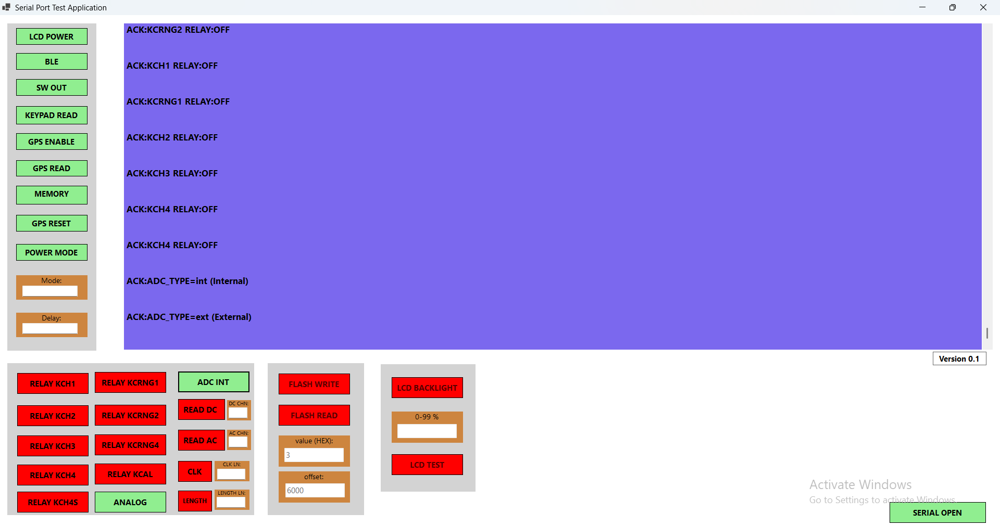 Serial Port Test Application
LCD POWER
BLE
SW OUT
KEYPAD READ
GPS ENABLE
GPS READ
MEMORY
GPS RESET
POWER MODE
Mode:
Delay:
ACK:KCRNG2 RELAY:OFF
ACK:KCH1 RELAY:OFF
ACK:KCRNG1 RELAY:OFF
ACK:KCH2 RELAY:OFF
ACK:KCH3 RELAY:OFF
ACK:KCH4 RELAY:OFF
ACK:KCH4 RELAY:OFF
ACK:ADC_TYPE=int (Internal)
ACK:ADC_TYPE=ext (External)
Version 0.1
RELAY KCH1
RELAY KCH2
RELAY KCH3
RELAY KCH4
RELAY KCH4S
RELAY KCRNG1
RELAY KCRNG2
RELAY KCRNG4
RELAY KCAL
ANALOG
ADC INT
READ DC
DC CHN:
READ AC
AC CHN:
CLK
CLK LN:
LENGTH
LENGTH LN:
FLASH WRITE
FLASH READ
value (HEX):
3
offset:
6000
LCD BACKLIGHT
0-99 %
LCD TEST
Activate Windows
Go to Settings to activate Windows.
SERIAL OPEN